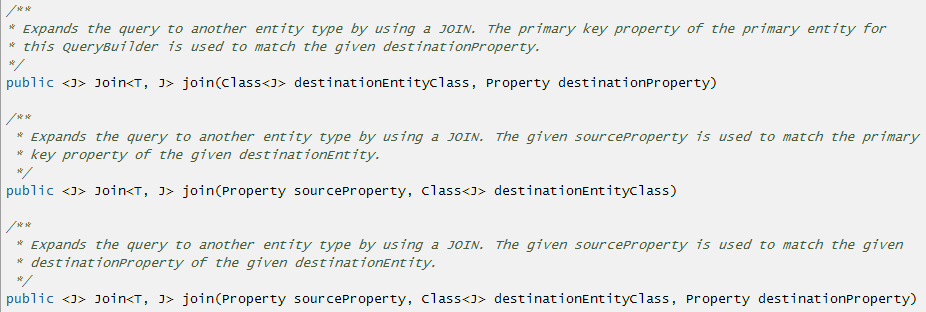 /**
* Expands the query to another entity type by using a JOIN. The primary key property of the primary entity for
* this QueryBuilder is used to match the given destinationProperty.
*/
public <J> Join<T, J> join(Class<J> destinationEntityClass, Property destinationProperty)
/**
* Expands the query to another entity type by using a JOIN. The given sourceProperty is used to match the primary
* key property of the given destinationEntity.
*/
public <J> Join<T, J> join(Property sourceProperty, Class<J> destinationEntityClass)
/**
* Expands the query to another entity type by using a JOIN. The given sourceProperty is used to match the given
* destinationProperty of the given destinationEntity.
*/
public <J> Join<T, J> join(Property sourceProperty, Class<J> destinationEntityClass, Property destinationProperty)